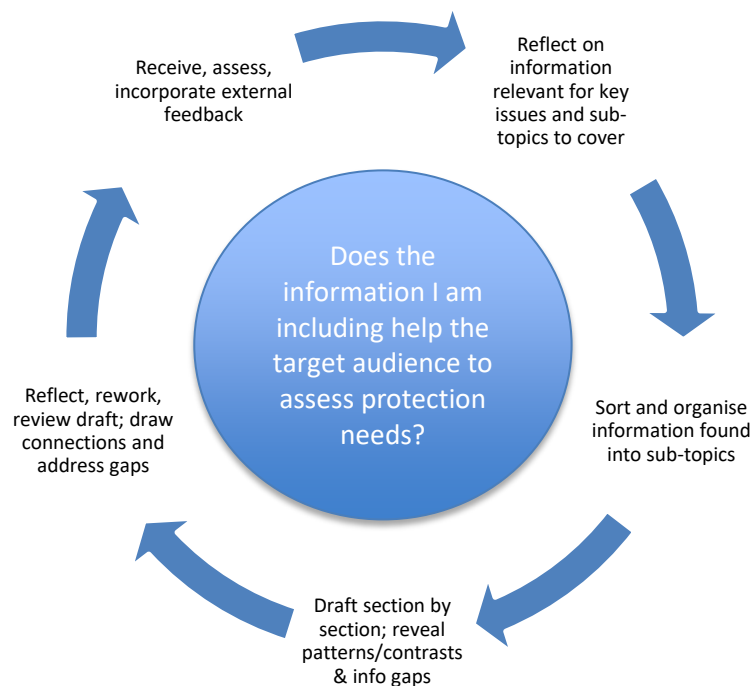 Receive, assess,
incorporate external
feedback
Reflect on
information
relevant for key
issues and sub-
topics to cover
Does the
information I am
including help the
target audience to
assess protection
needs?
Sort and organise
information found
into sub-topics
Draft section by
section; reveal
patterns/contrasts
& info gaps
Reflect, rework,
review draft; draw
connections and
address gaps